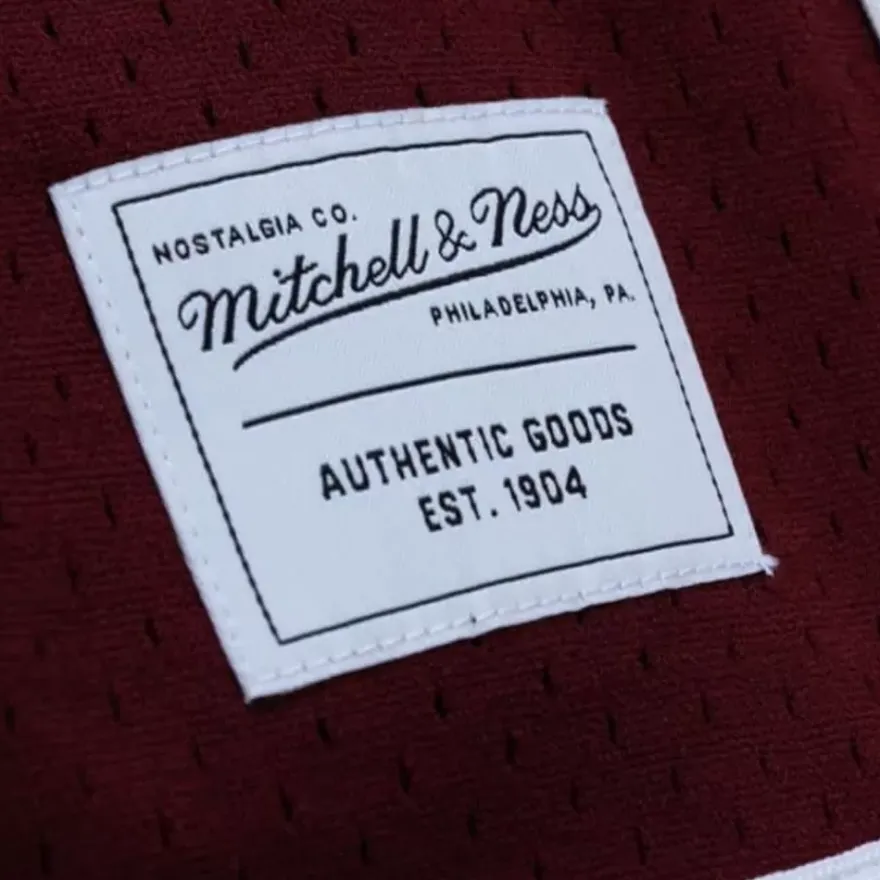 NOSTALGIA CO.
Mitchell & Ness
PHILADELPHIA, PA.
AUTHENTIC GOODS
EST. 1904